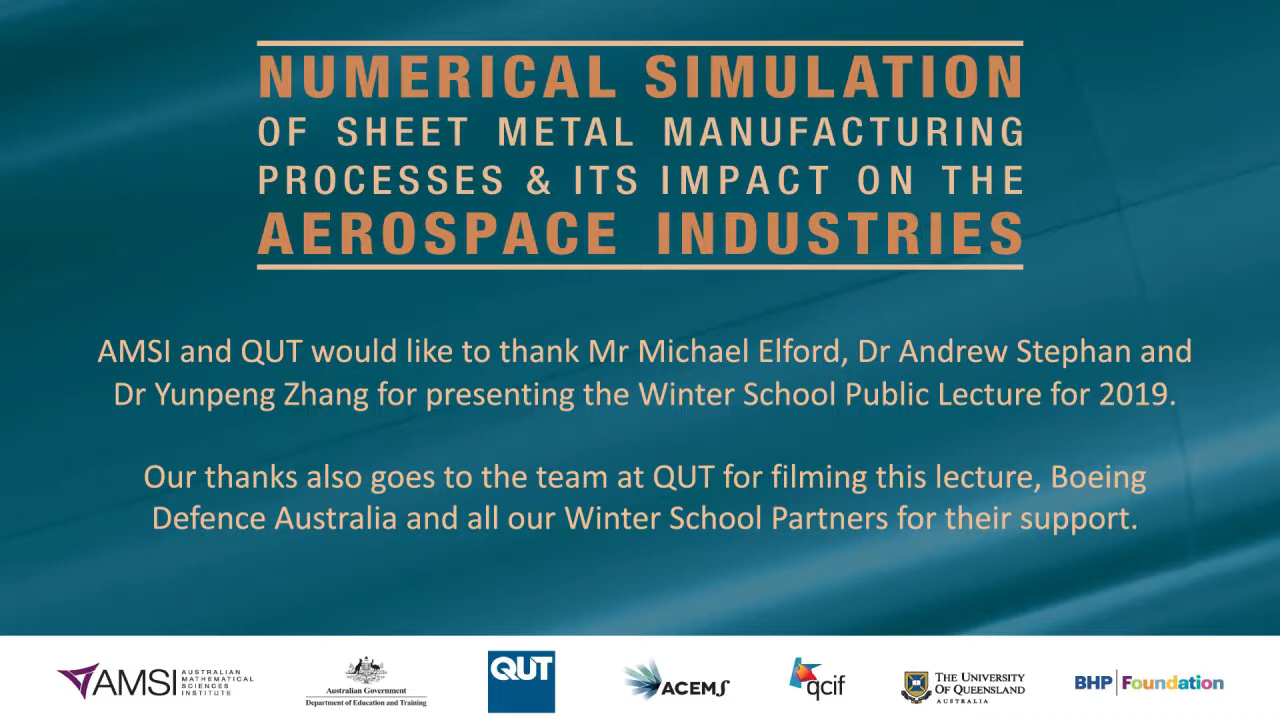 NUMERICAL SIMULATION
OF SHEET METAL MANUFACTURING
PROCESSES & ITS IMPACT ON THE
AEROSPACE INDUSTRIES
AMSI and QUT would like to thank Mr Michael Elford, Dr Andrew Stephan and
Dr Yunpeng Zhang for presenting the Winter School Public Lecture for 2019.
Our thanks also goes to the team at QUT for filming this lecture, Boeing
Defence Australia and all our Winter School Partners for their support.
AMSI
AUSTRALIAN
MATHEMATICAL
SCIENCES
INSTITUTE
Australian Government
Department of Education and Training
QUT
ACEMS
qcif
THE UNIVERSITY
OF QUEENSLAND
AUSTRALIA
BHP Foundation